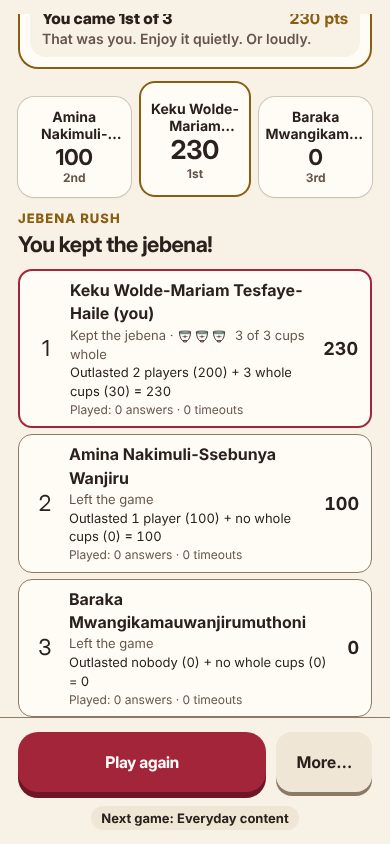 You came 1st of 3 230 pts
That was you. Enjoy it quietly. Or loudly.
Amina
Nakimuli-...
100
2nd
Keku Wolde-
Mariam...
230
1st
Baraka
Mwangikam...
0
3rd
JEBENA RUSH
You kept the jebena!
1
Keku Wolde-Mariam Tesfaye-
Haile (you)
Kept the jebena · 3 of 3 cups
whole
Outlasted 2 players (200) + 3 whole
cups (30) = 230
Played: 0 answers · 0 timeouts
230
2
Amina Nakimuli-Ssebunya
Wanjiru
Left the game
Outlasted 1 player (100) + no whole
cups (0) = 100
Played: 0 answers · 0 timeouts
100
3
Baraka
Mwangikamauwanjirumuthoni
Left the game
Outlasted nobody (0) + no whole cups (0)
= 0
Played: 0 answers · 0 timeouts
0
Play again
More...
Next game: Everyday content